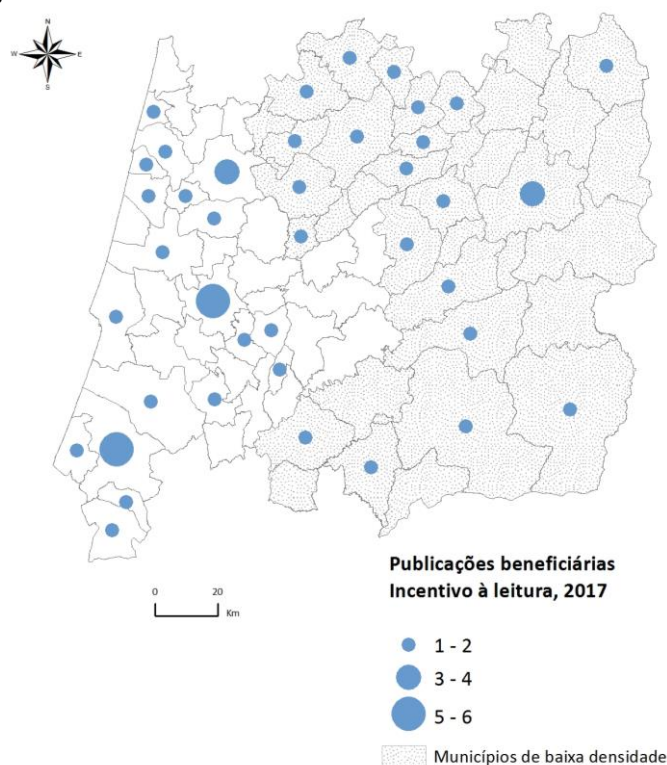 N
W
E
S
0
20
Km
Publicações beneficiárias
Incentivo à leitura, 2017
1 - 2
3 - 4
5 - 6
Municípios de baixa densidade